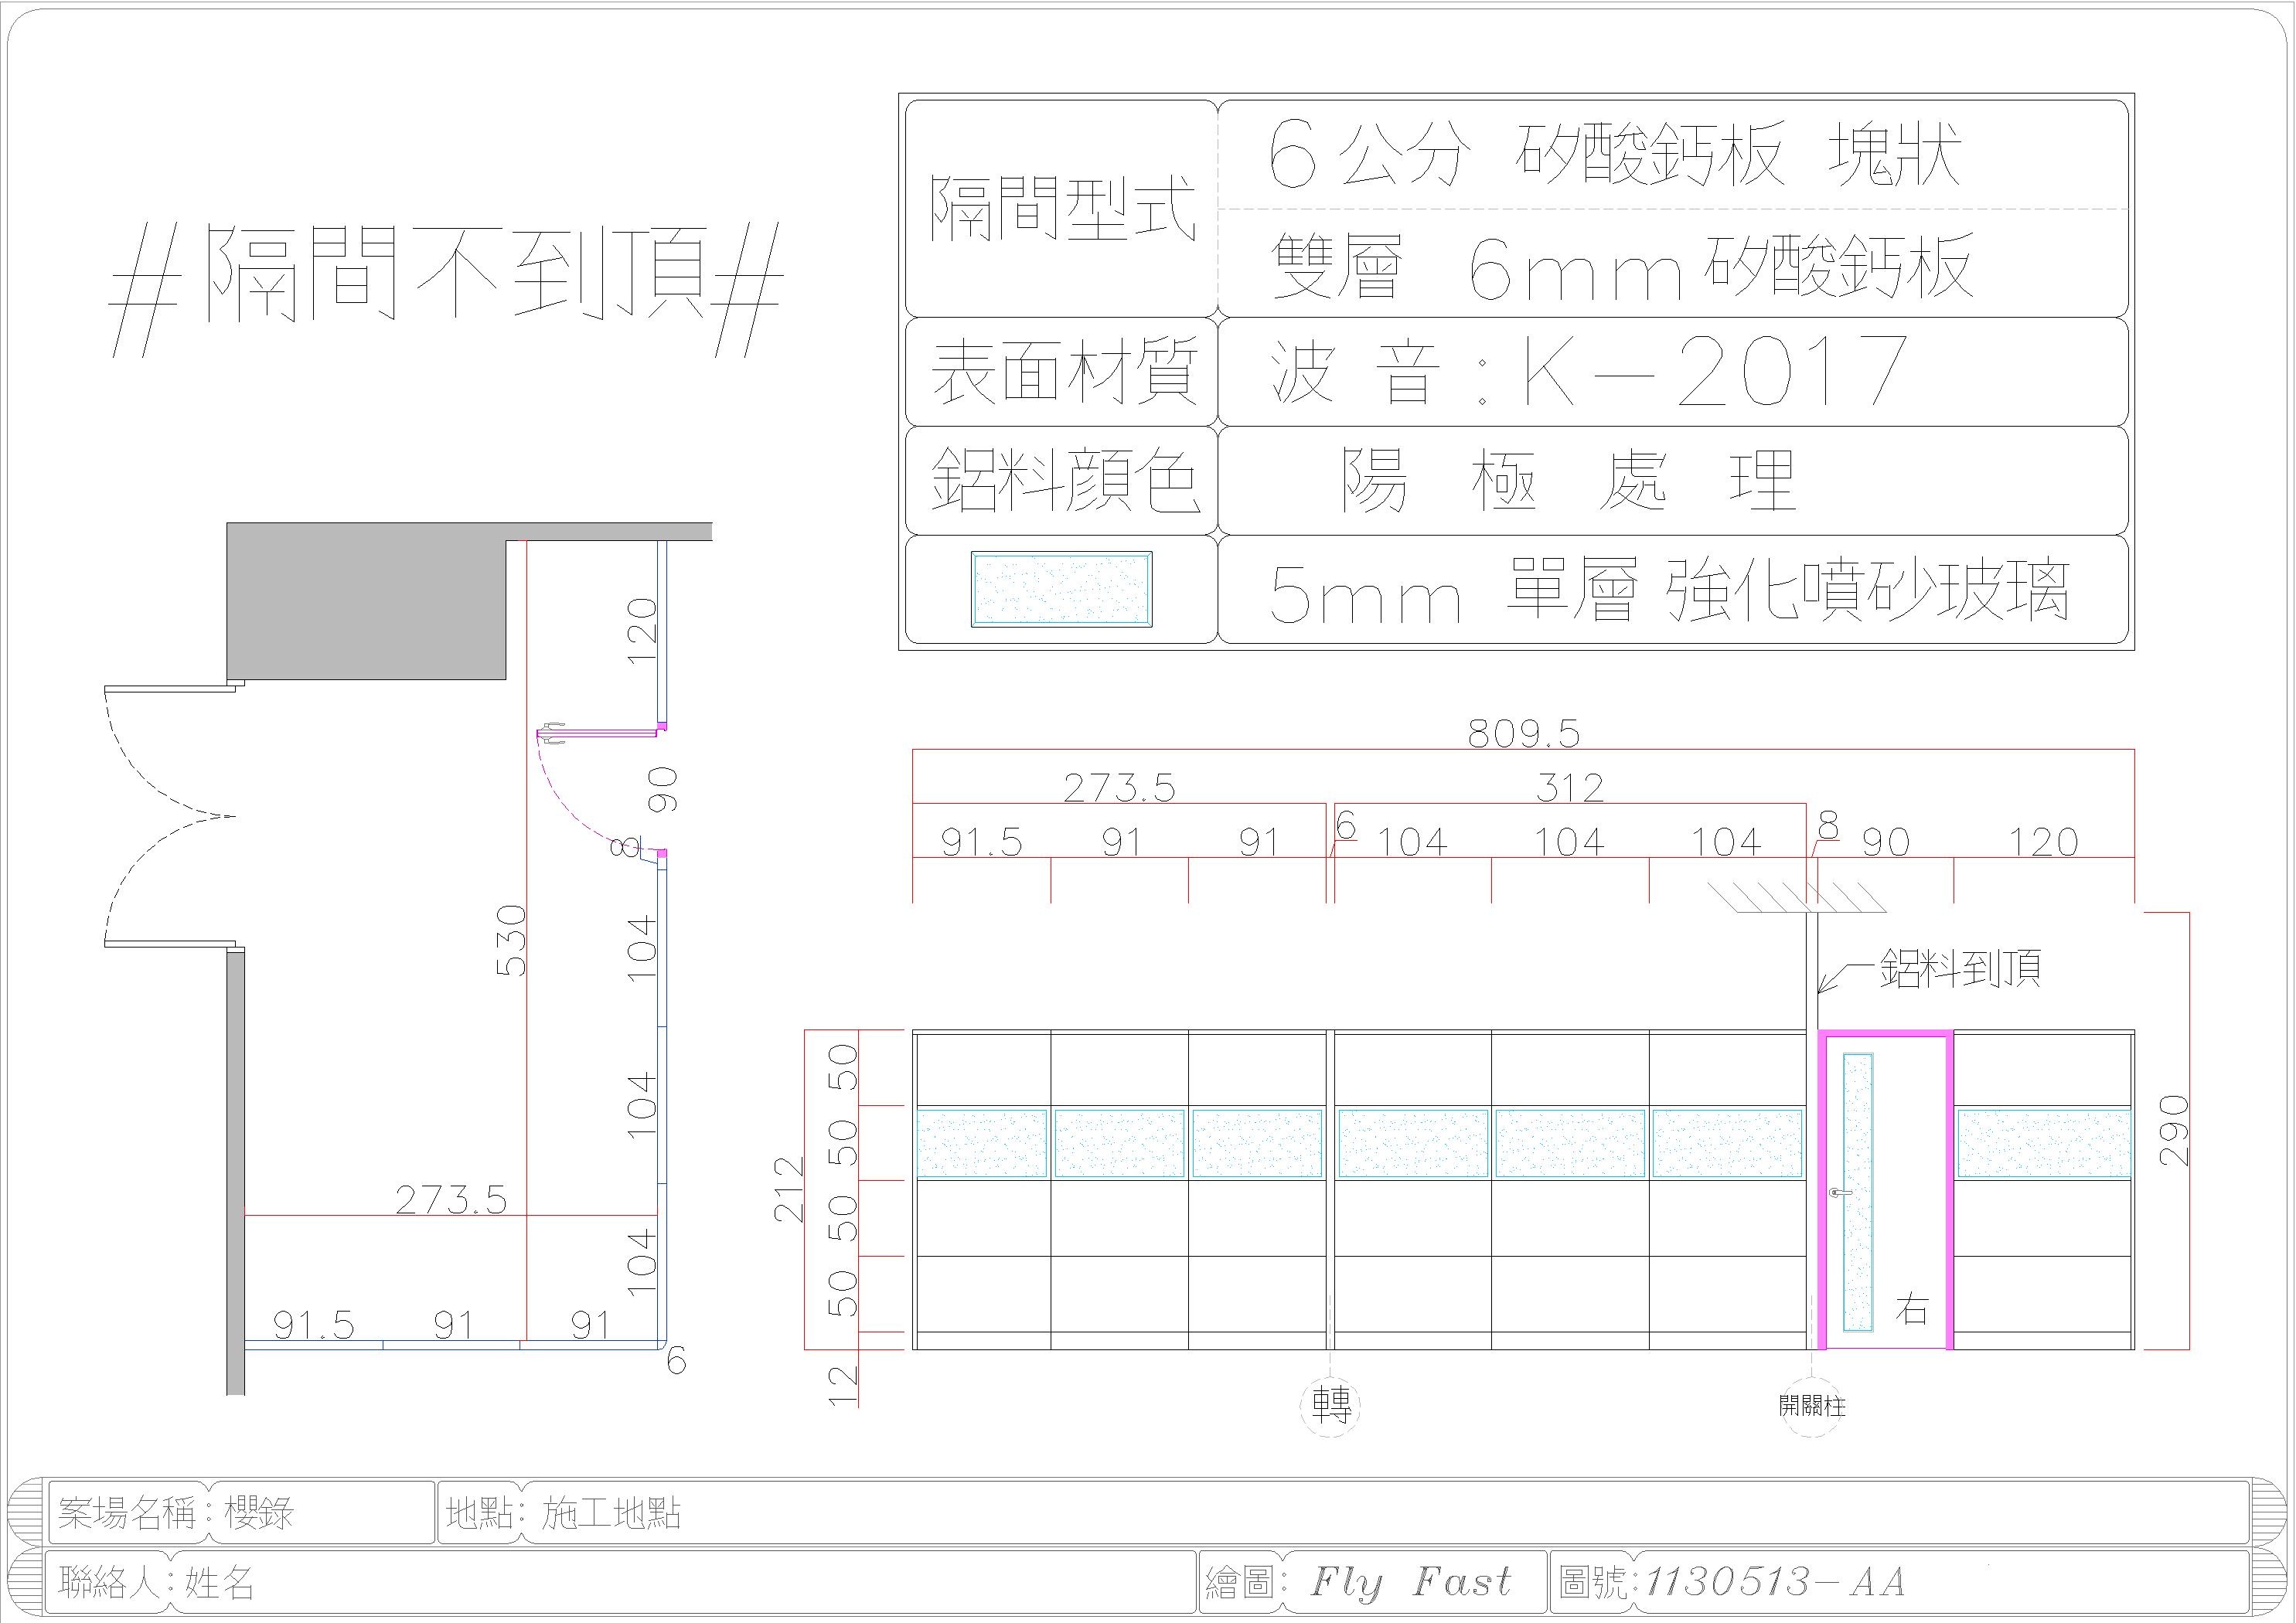 #隔間不到頂#
隔間型式
6公分 矽酸鈣板 塊狀
雙層 6mm矽酸鈣板
表面材質
波音:K-2017
鋁料顏色
陽極處理
5mm 單層 強化噴砂玻璃
120
90
8
530
104
104
104
273.5
91.5 91 91
6
809.5
273.5 312
6 8
91.5 91 91 104 104 104 90 120
鋁料到頂
212
50
50
50
50
12
290
右
轉
開關柱
案場名稱:櫻錄
地點:施工地點
聯絡人:姓名
繪圖: Fly Fast
圖號:1130513-AA